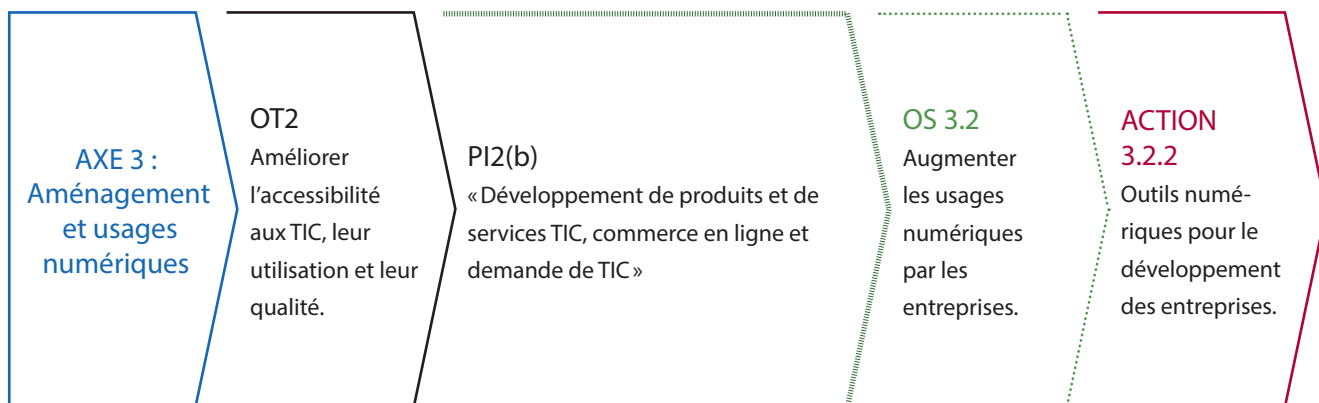 AXE 3 :
Aménagement
et usages
numériques
OT2
Améliorer
l’accessibilité
aux TIC, leur
utilisation et leur
qualité.
PI2(b)
« Développement de produits et de
services TIC, commerce en ligne et
demande de TIC »
OS 3.2
Augmenter
les usages
numériques
par les
entreprises.
ACTION
3.2.2
Outils numé-
riques pour le
développement
des entreprises.